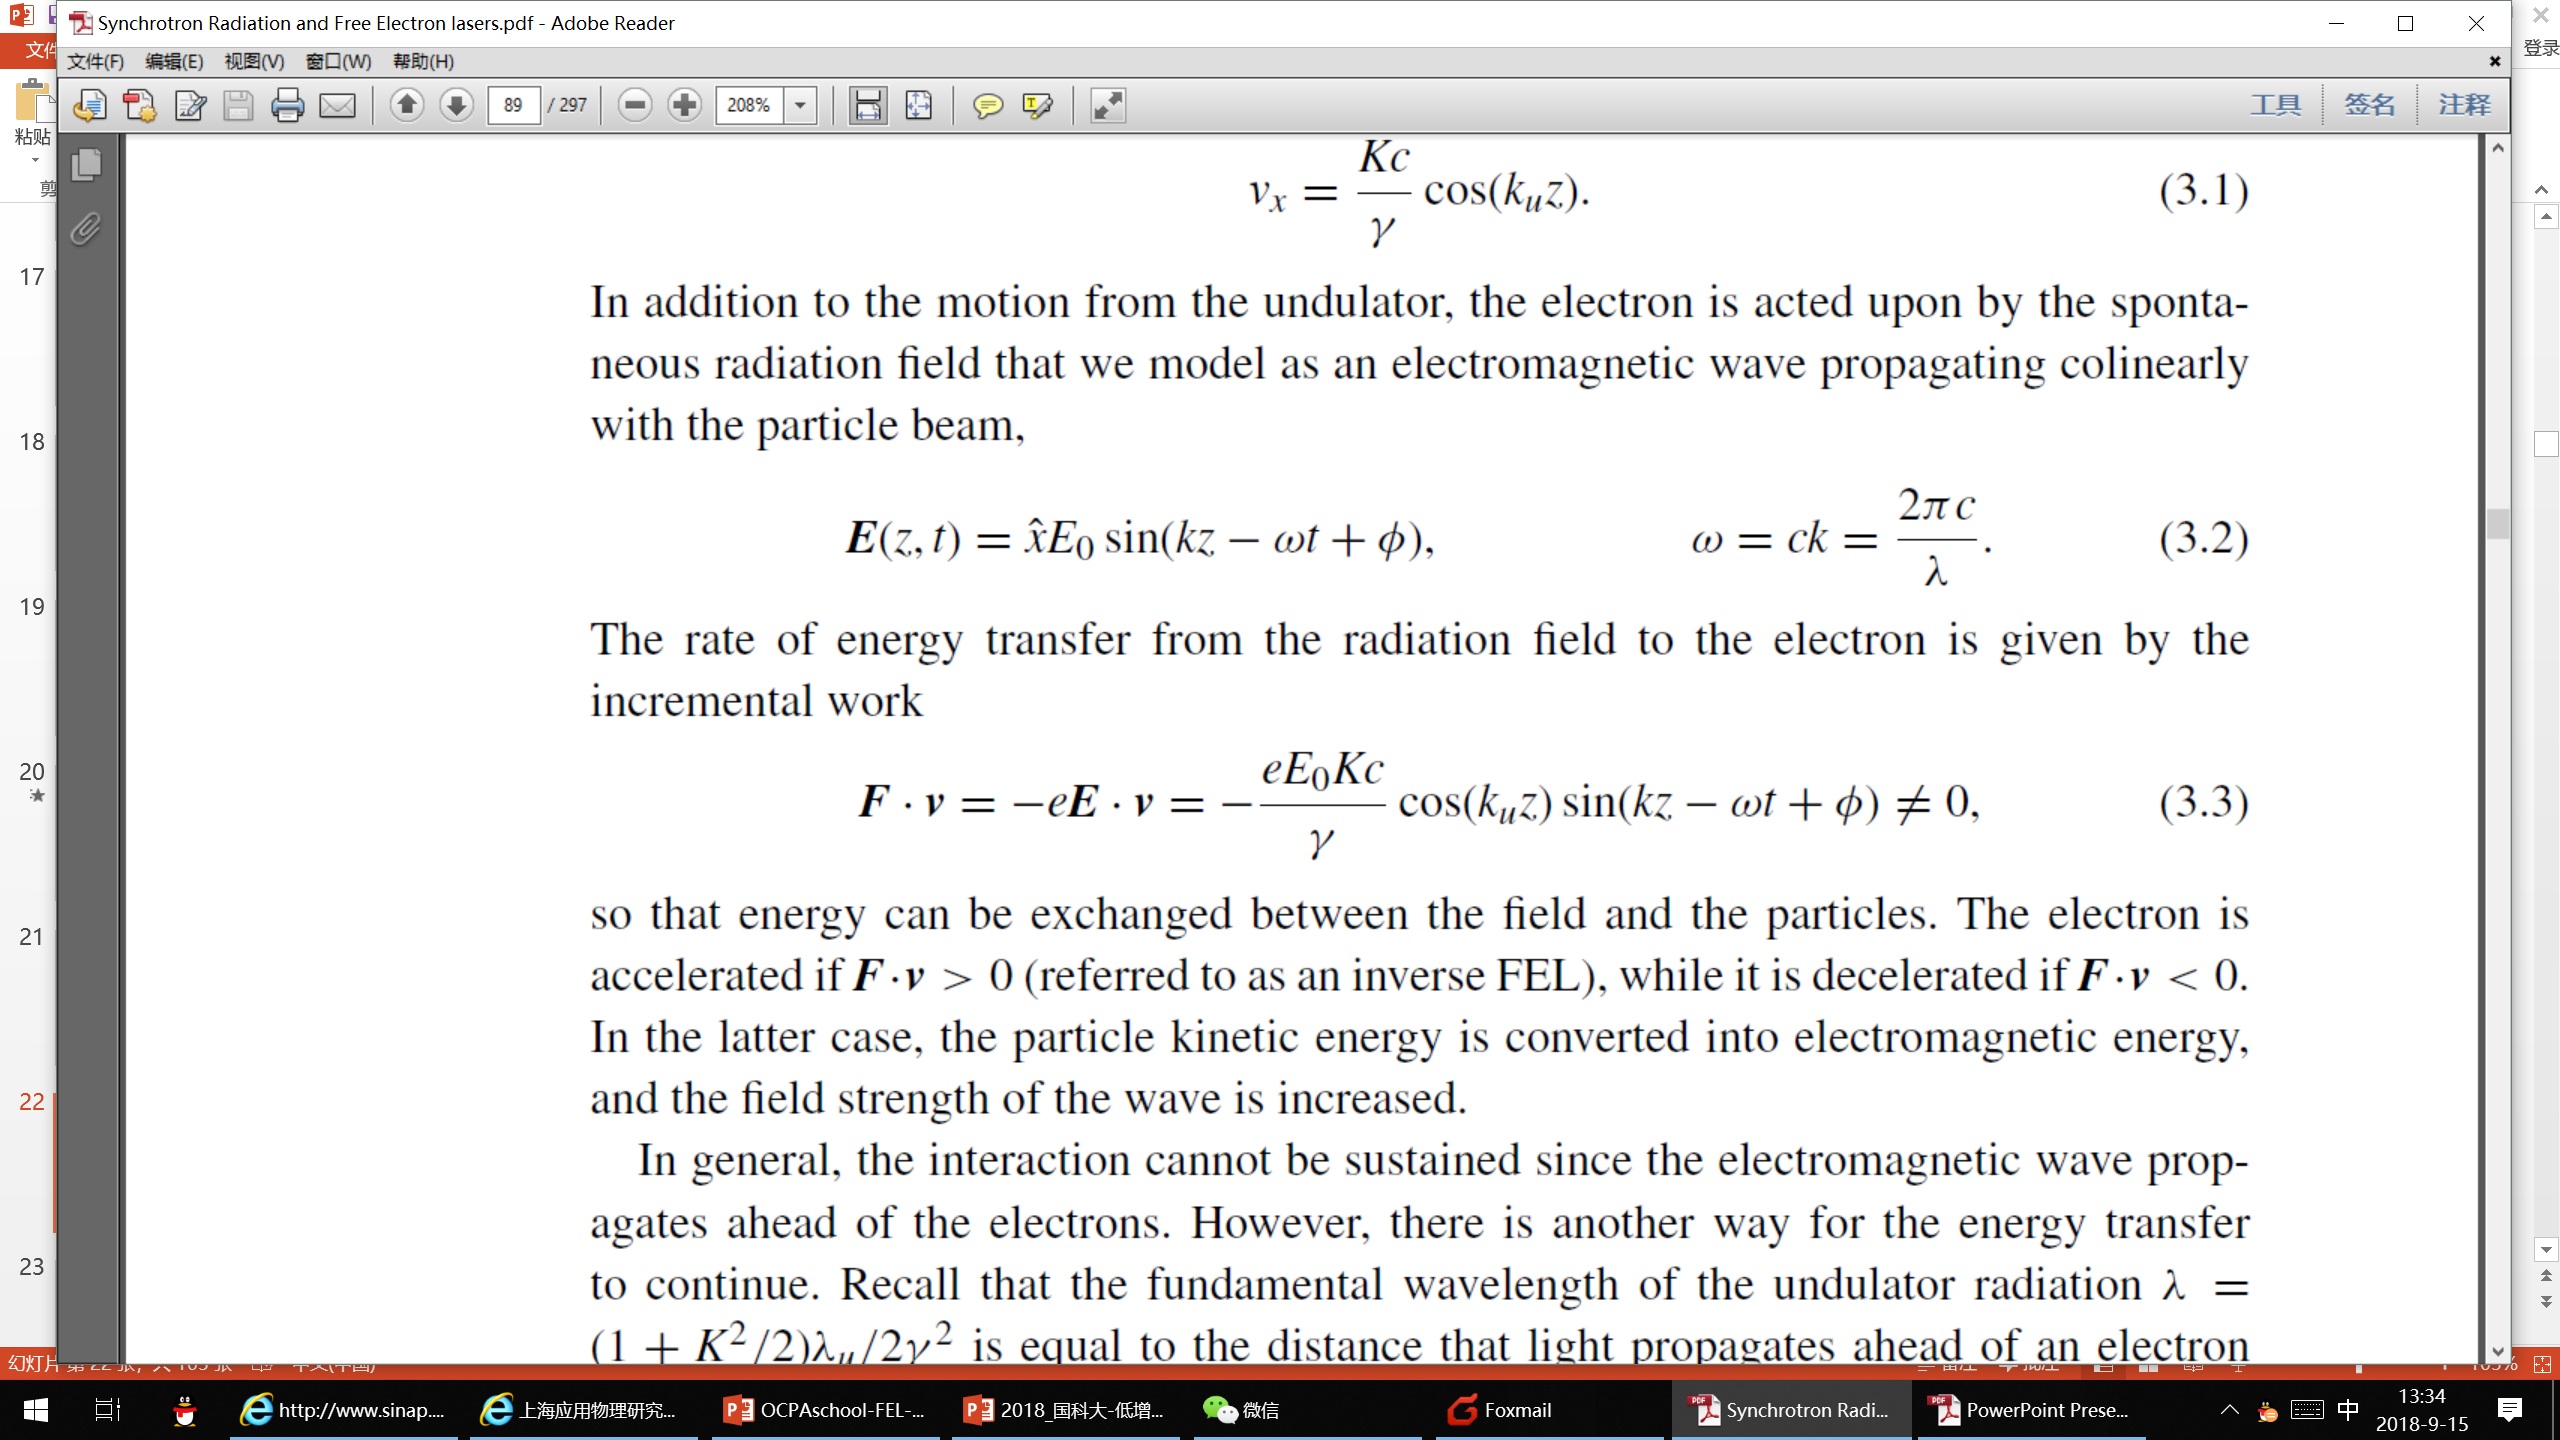 Synchrotron Radiation and Free Electron lasers.pdf - Adobe Reader
登录
文件(F) 编辑(E) 视图(V) 窗口(W) 帮助(H)
89 / 297 208% 工具 签名 注释
粘贴
17
18
19
20
21
22
23
v_x = Kc/γ cos(k_u z). (3.1)
In addition to the motion from the undulator, the electron is acted upon by the sponta-
neous radiation field that we model as an electromagnetic wave propagating colinearly
with the particle beam,
E(z, t) = x̂E₀ sin(kz − ωt + ϕ), ω = ck = 2πc/λ. (3.2)
The rate of energy transfer from the radiation field to the electron is given by the
incremental work
F · v = −eE · v = −eE₀Kc/γ cos(k_u z) sin(kz − ωt + ϕ) ≠ 0, (3.3)
so that energy can be exchanged between the field and the particles. The electron is
accelerated if F · v > 0 (referred to as an inverse FEL), while it is decelerated if F · v < 0.
In the latter case, the particle kinetic energy is converted into electromagnetic energy,
and the field strength of the wave is increased.
In general, the interaction cannot be sustained since the electromagnetic wave prop-
agates ahead of the electrons. However, there is another way for the energy transfer
to continue. Recall that the fundamental wavelength of the undulator radiation λ =
(1 + K²/2)λ_u/2γ² is equal to the distance that light propagates ahead of an electron
http://www.sinap.... 上海应用物理研究... OCPAschool-FEL-... 2018_国科大-低增... 微信 Foxmail Synchrotron Radi... PowerPoint Prese... 中 13:34
2018-9-15